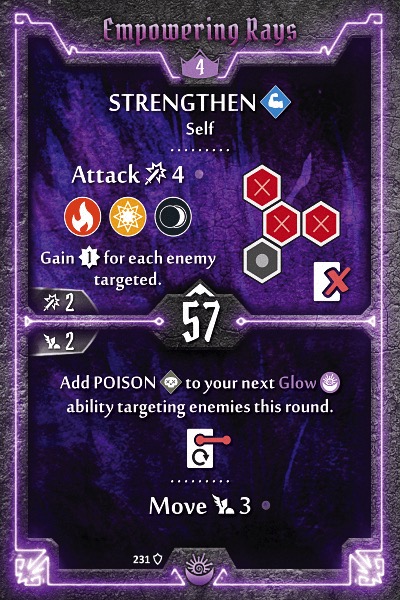 Empowering Rays
4
STRENGTHEN
Self
Attack 4
Gain 1 for each enemy
targeted.
2
57
2
Add POISON to your next Glow
ability targeting enemies this round.
Move 3
231